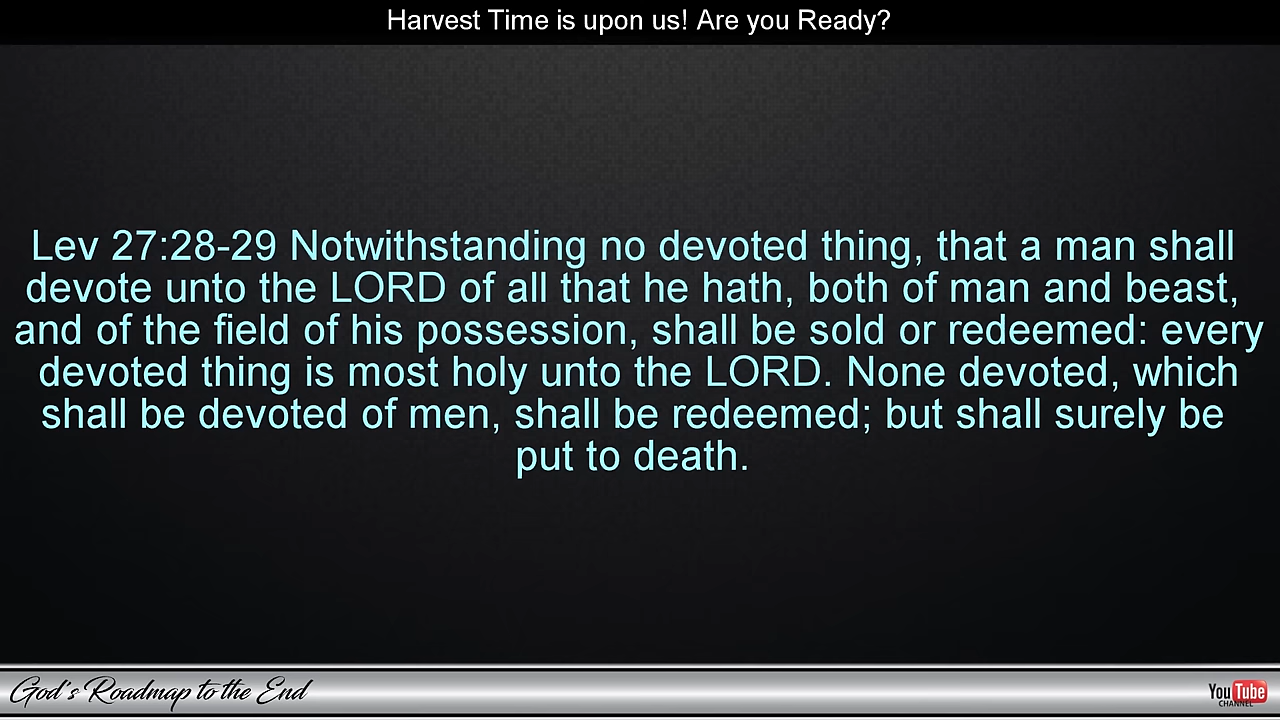 Harvest Time is upon us! Are you Ready?
Lev 27:28-29 Notwithstanding no devoted thing, that a man shall
devote unto the LORD of all that he hath, both of man and beast,
and of the field of his possession, shall be sold or redeemed: every
devoted thing is most holy unto the LORD. None devoted, which
shall be devoted of men, shall be redeemed; but shall surely be
put to death.
God's Roadmap to the End
YouTube
CHANNEL